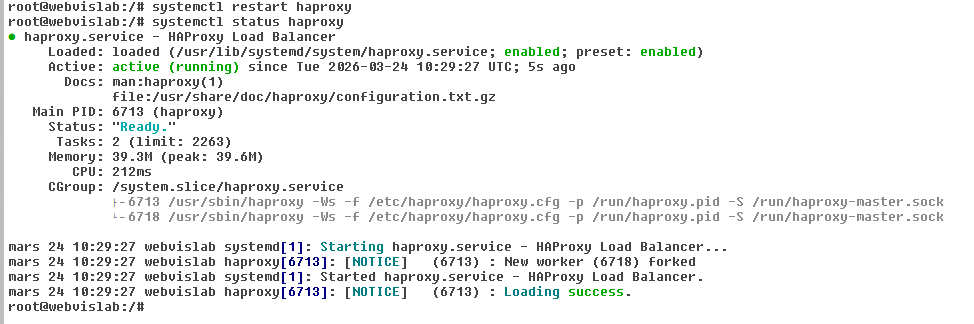 root@webvislab:/# systemctl restart haproxy
root@webvislab:/# systemctl status haproxy
● haproxy.service - HAProxy Load Balancer
     Loaded: loaded (/usr/lib/systemd/system/haproxy.service; enabled; preset: enabled)
     Active: active (running) since Tue 2026-03-24 10:29:27 UTC; 5s ago
       Docs: man:haproxy(1)
             file:/usr/share/doc/haproxy/configuration.txt.gz
   Main PID: 6713 (haproxy)
     Status: "Ready."
      Tasks: 2 (limit: 2263)
     Memory: 39.3M (peak: 39.6M)
        CPU: 212ms
     CGroup: /system.slice/haproxy.service
             ├─6713 /usr/sbin/haproxy -Ws -f /etc/haproxy/haproxy.cfg -p /run/haproxy.pid -S /run/haproxy-master.sock
             └─6718 /usr/sbin/haproxy -Ws -f /etc/haproxy/haproxy.cfg -p /run/haproxy.pid -S /run/haproxy-master.sock

mars 24 10:29:27 webvislab systemd[1]: Starting haproxy.service - HAProxy Load Balancer...
mars 24 10:29:27 webvislab haproxy[6713]: [NOTICE]   (6713) : New worker (6718) forked
mars 24 10:29:27 webvislab systemd[1]: Started haproxy.service - HAProxy Load Balancer.
mars 24 10:29:27 webvislab haproxy[6713]: [NOTICE]   (6713) : Loading success.
root@webvislab:/#